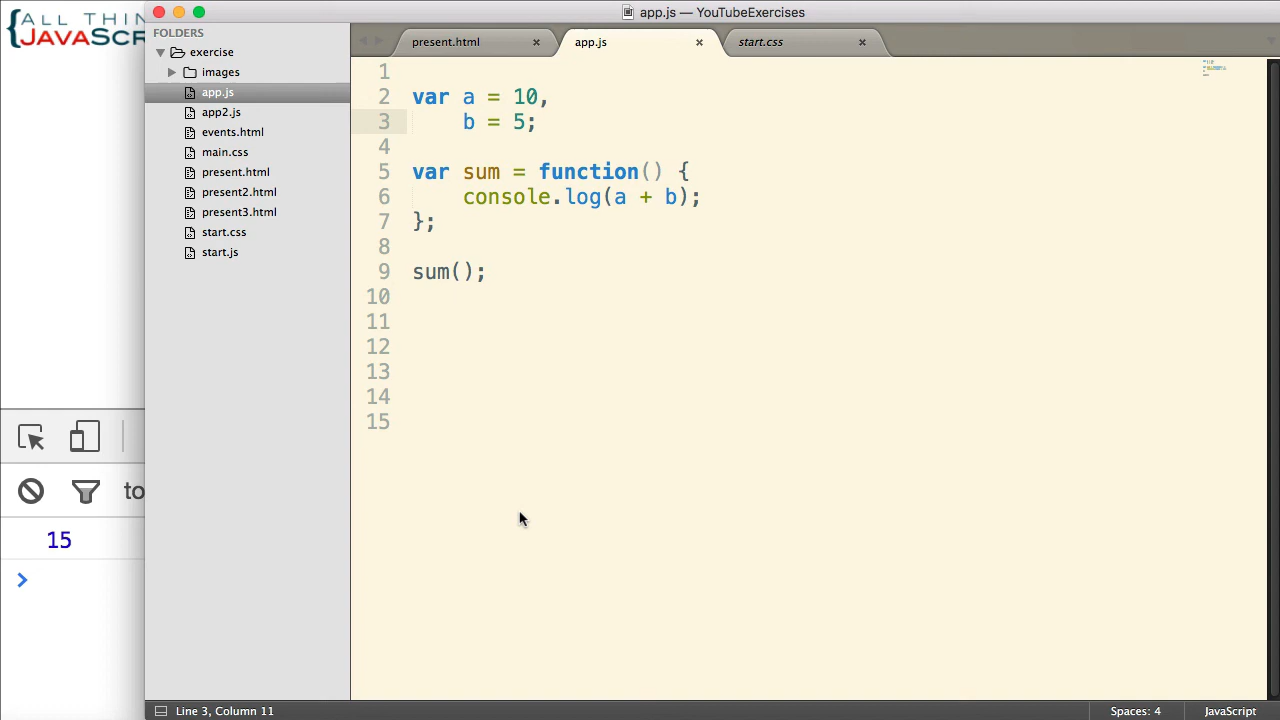 {ALL THIN
JAVASCR
app.js — YouTubeExercises
FOLDERS
exercise
images
app.js
app2.js
events.html
main.css
present.html
present2.html
present3.html
start.css
start.js
present.html × app.js × start.css ×
1
2 var a = 10,
3     b = 5;
4
5 var sum = function() {
6     console.log(a + b);
7 };
8
9 sum();
10
11
12
13
14
15
to
15
>
Line 3, Column 11
Spaces: 4
JavaScript